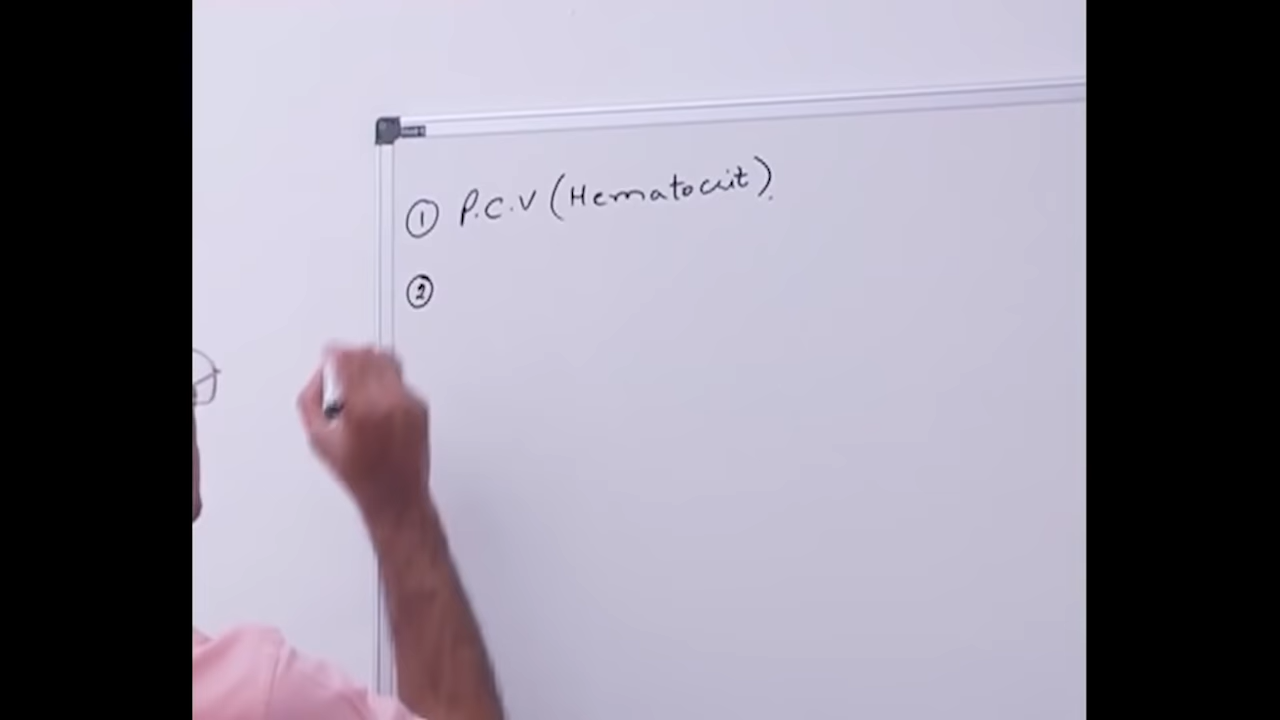 ① P.C.V (Hematocrit).
②